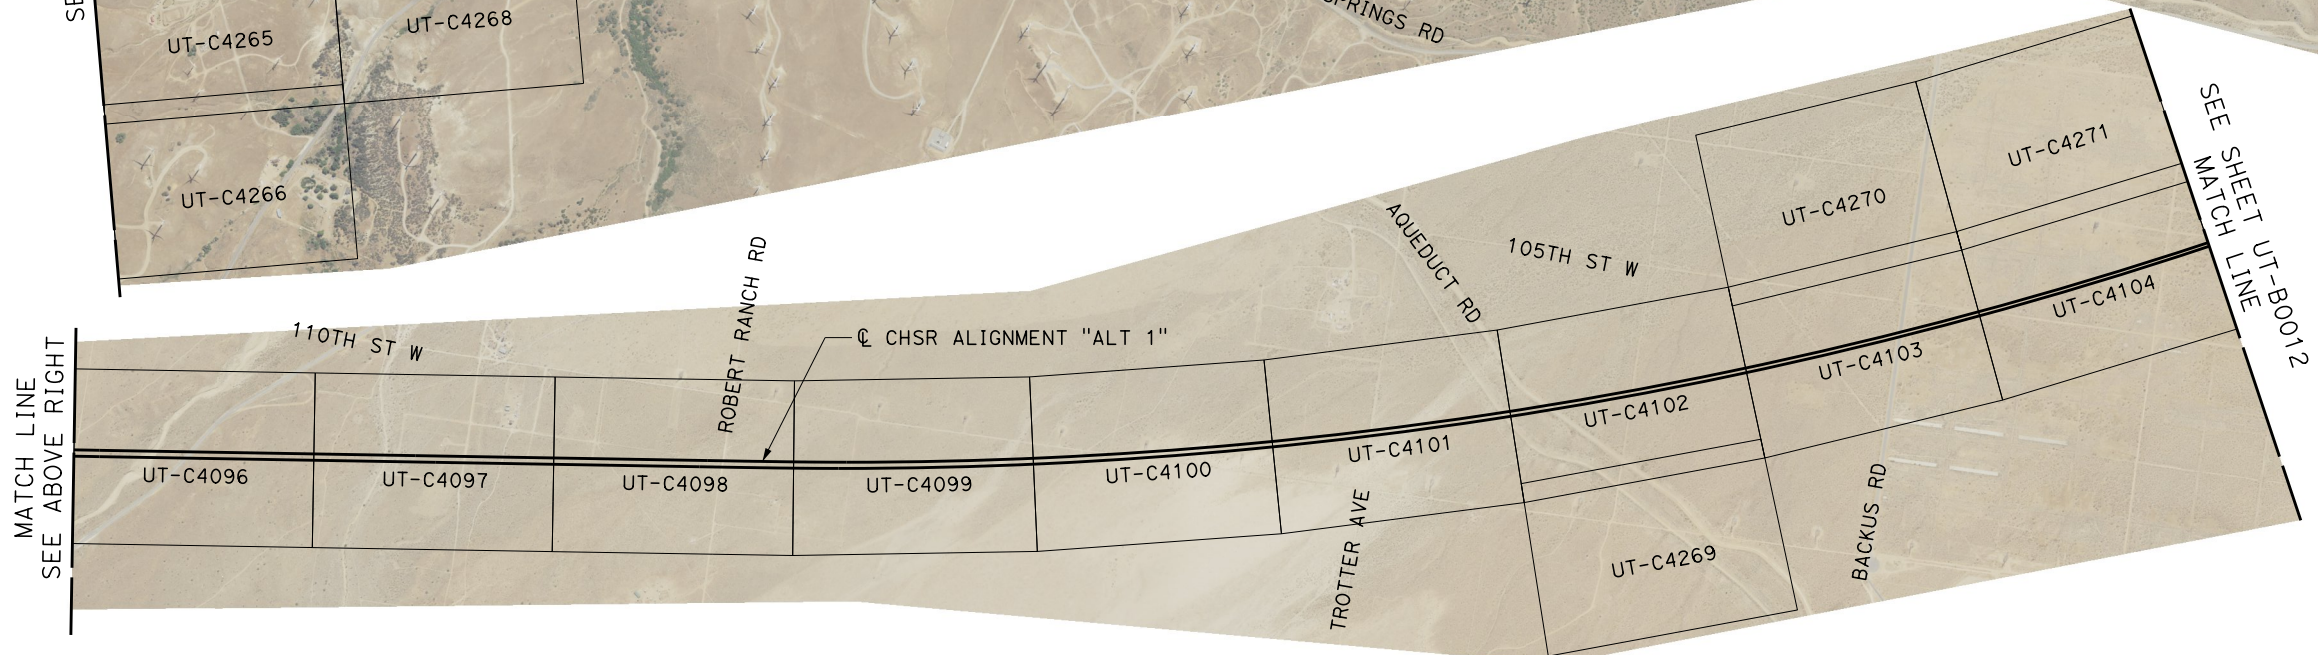 UT-C4265
UT-C4268
SPRINGS RD
UT-C4266
110TH ST W
ROBERT RANCH RD
℄ CHSR ALIGNMENT "ALT 1"
AQUEDUCT RD
105TH ST W
UT-C4270
UT-C4271
SEE SHEET UT-B0012
MATCH LINE
MATCH LINE
SEE ABOVE RIGHT
UT-C4096
UT-C4097
UT-C4098
UT-C4099
UT-C4100
UT-C4101
UT-C4102
UT-C4103
UT-C4104
TROTTER AVE
UT-C4269
BACKUS RD